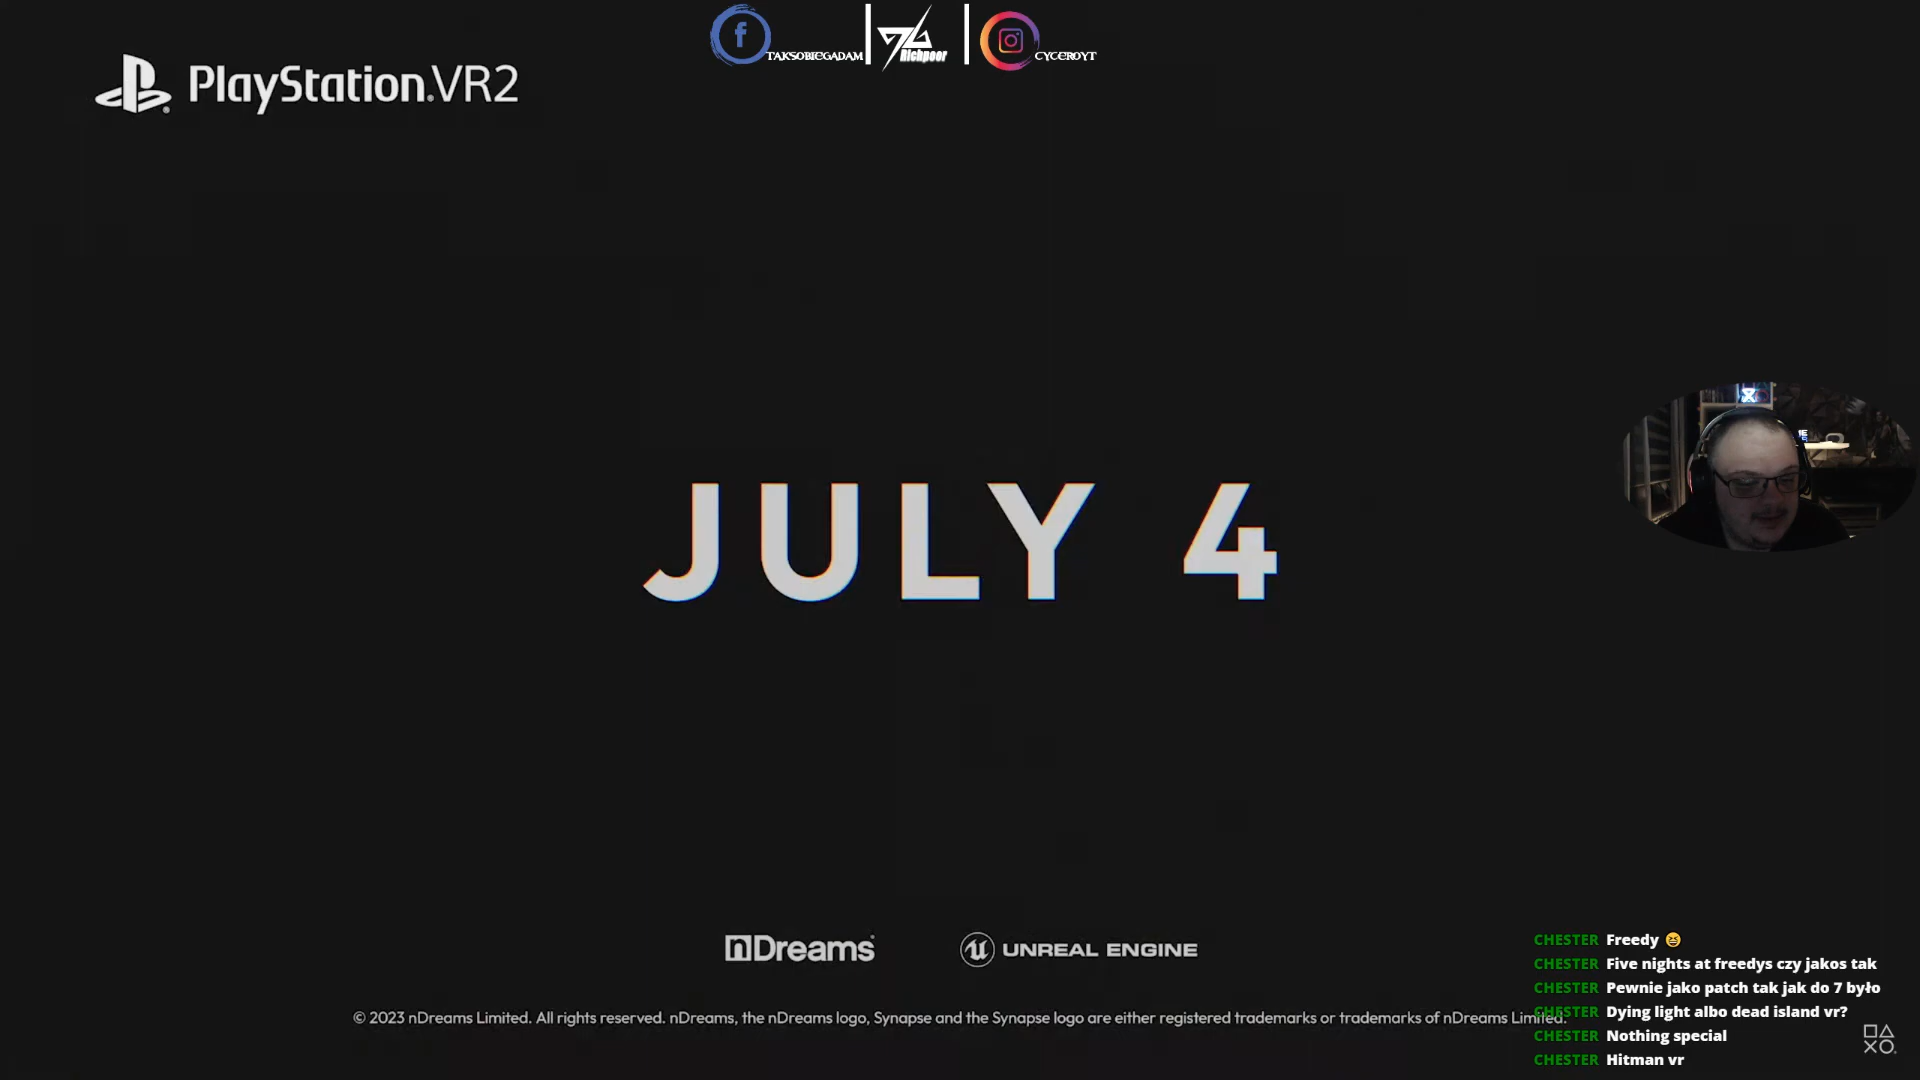 TAKSOBIEGADAM
Richpoor
CYCEROYT
PlayStation.VR2
JULY 4
nDreams
UNREAL ENGINE
© 2023 nDreams Limited. All rights reserved. nDreams, the nDreams logo, Synapse and the Synapse logo are either registered trademarks or trademarks of nDreams Limited.
CHESTER Freedy 😆
CHESTER Five nights at freedys czy jakos tak
CHESTER Pewnie jako patch tak jak do 7 było
CHESTER Dying light albo dead island vr?
CHESTER Nothing special
CHESTER Hitman vr